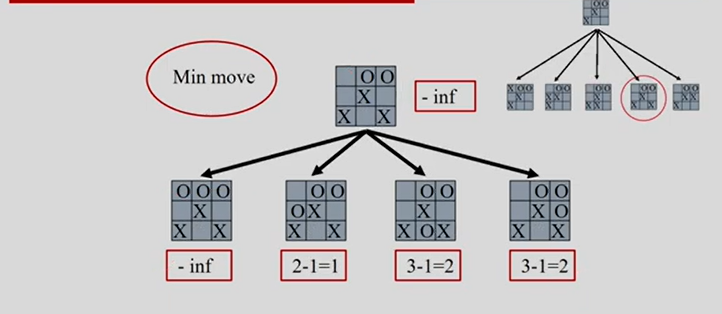 Min move
O O
X
X X
- inf
O O O
X
X X
O O
O X
X X
O O
X
X O X
O O
X O
X X
- inf
2-1=1
3-1=2
3-1=2